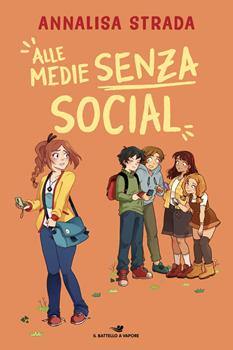 ANNALISA STRADA
ALLE
MEDIE SENZA
SOCIAL
IL BATTELLO A VAPORE